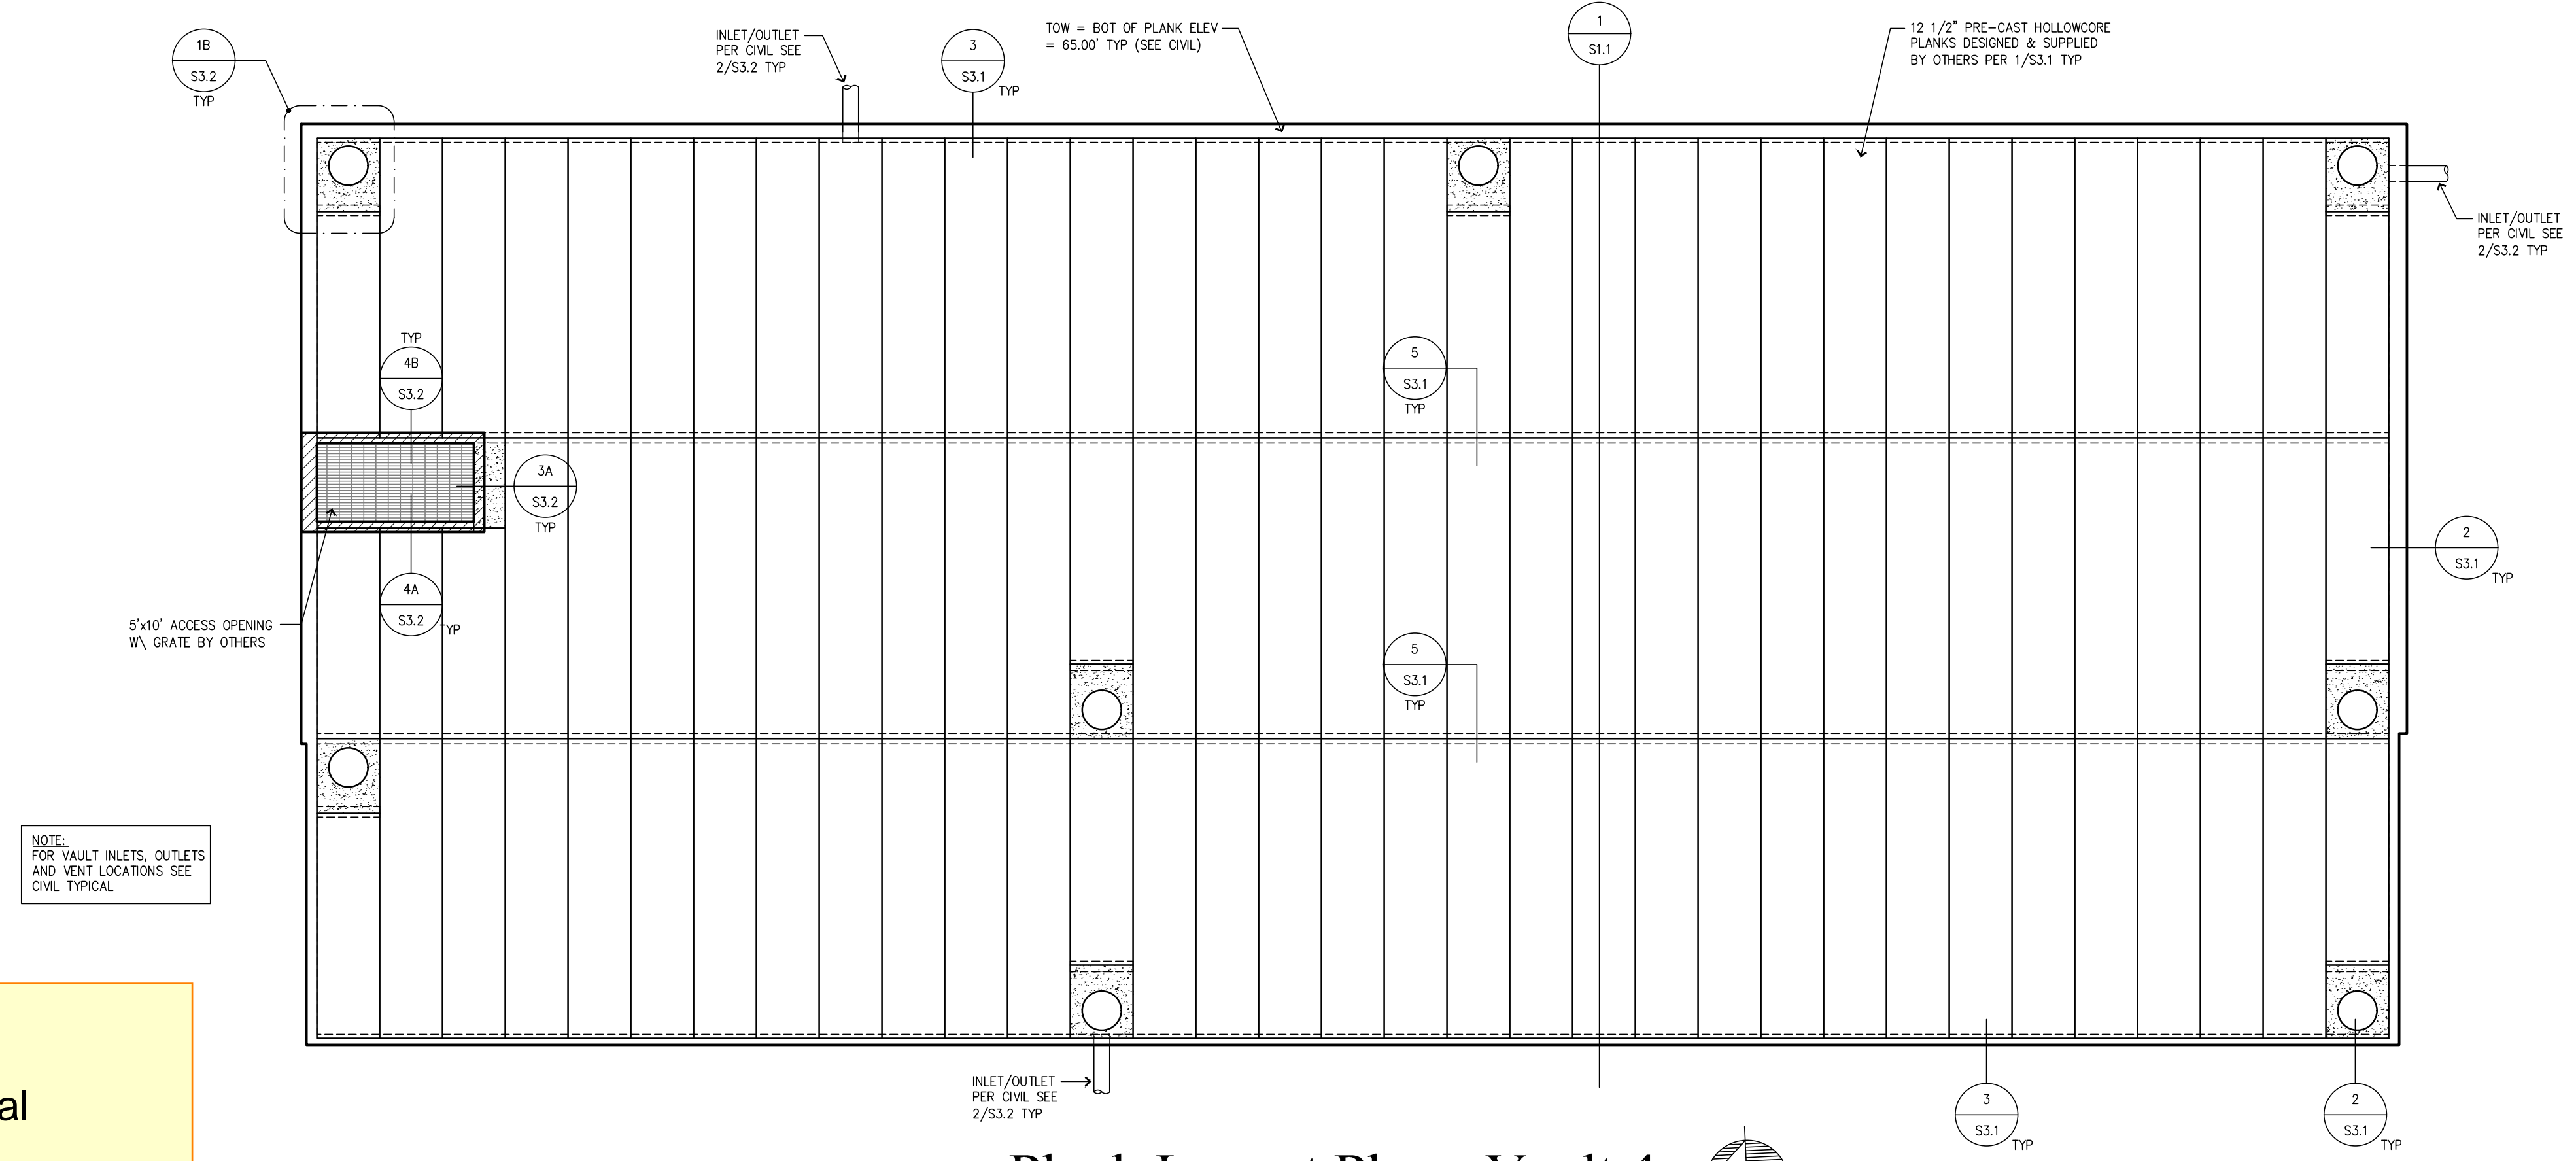 1
S1.1
INLET/OUTLET
PER CIVIL SEE
2/S3.2 TYP
TOW = BOT OF PLANK ELEV
= 65.00' TYP (SEE CIVIL)
12 1/2" PRE-CAST HOLLOWCORE
PLANKS DESIGNED & SUPPLIED
BY OTHERS PER 1/S3.1 TYP
1B
S3.2
TYP
3
S3.1
TYP
INLET/OUTLET
PER CIVIL SEE
2/S3.2 TYP
TYP
4B
S3.2
5
S3.1
TYP
3A
S3.2
TYP
2
S3.1
TYP
4A
S3.2
TYP
5'x10' ACCESS OPENING
W\ GRATE BY OTHERS
5
S3.1
TYP
NOTE:
FOR VAULT INLETS, OUTLETS
AND VENT LOCATIONS SEE
CIVIL TYPICAL
al
INLET/OUTLET
PER CIVIL SEE
2/S3.2 TYP
3
S3.1
TYP
2
S3.1
TYP